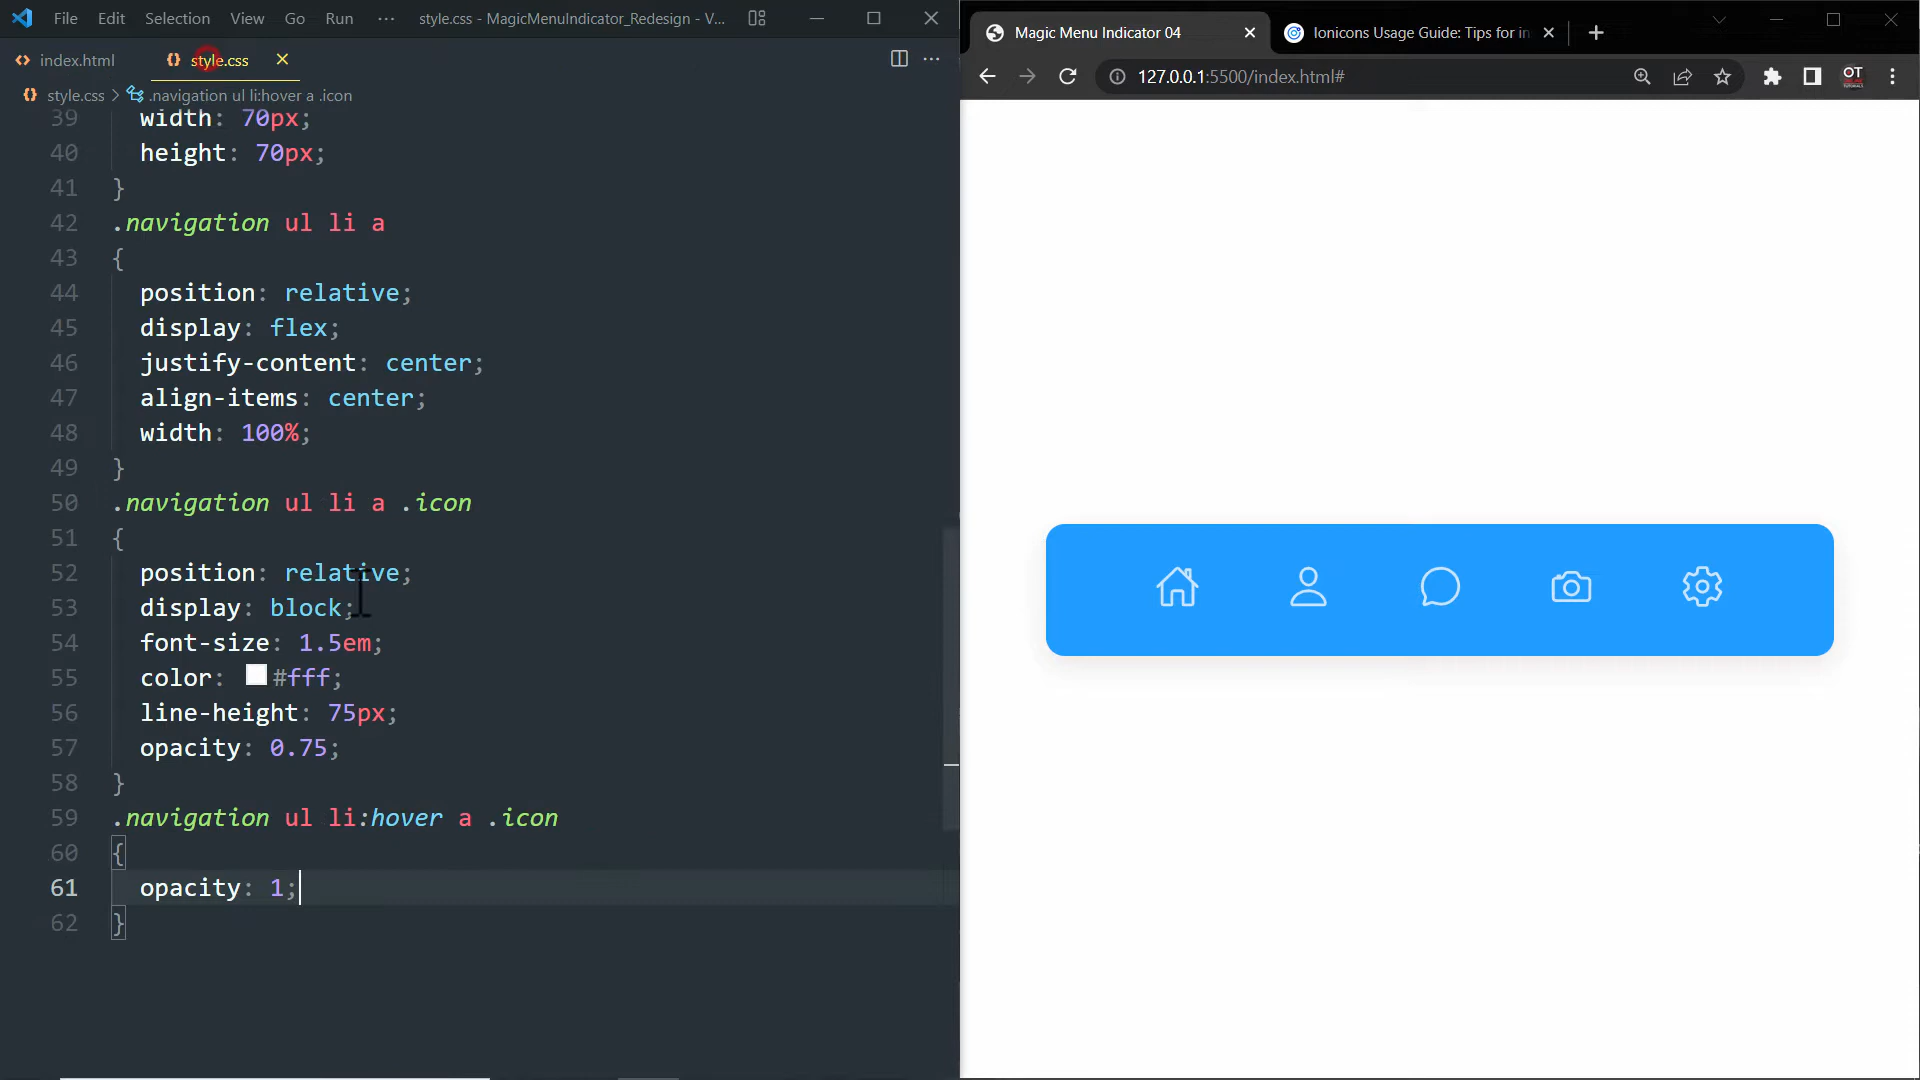 File Edit Selection View Go Run ··· style.css - MagicMenuIndicator_Redesign - V...
index.html style.css
style.css > .navigation ul li:hover a .icon
39 width: 70px;
40 height: 70px;
41 }
42 .navigation ul li a
43 {
44 position: relative;
45 display: flex;
46 justify-content: center;
47 align-items: center;
48 width: 100%;
49 }
50 .navigation ul li a .icon
51 {
52 position: relative;
53 display: block;
54 font-size: 1.5em;
55 color: #fff;
56 line-height: 75px;
57 opacity: 0.75;
58 }
59 .navigation ul li:hover a .icon
60 {
61 opacity: 1;
62 }
Magic Menu Indicator 04 Ionicons Usage Guide: Tips for in
127.0.0.1:5500/index.html#
OT